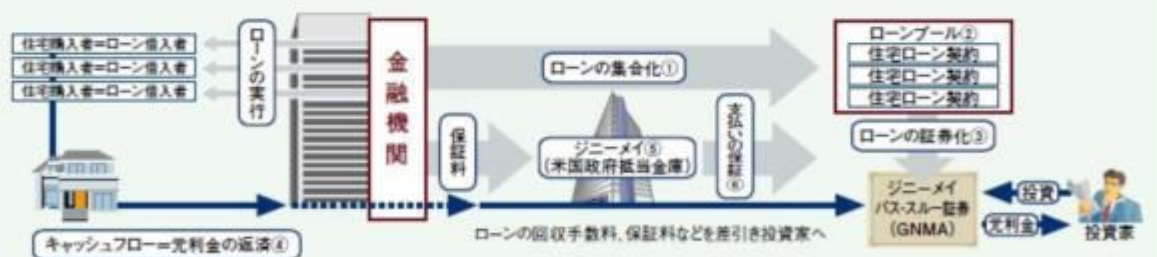 住宅購入者=ローン借入者
住宅購入者=ローン借入者
住宅購入者=ローン借入者
ローンの実行
金融機関
ローンの集合化①
ローンプール②
住宅ローン契約
住宅ローン契約
住宅ローン契約
保証料
ジニーメイ⑤
(米国政府抵当金庫)
支払いの保証⑥
ローンの証券化③
ジニーメイ
パス・スルー証券
(GNMA)
投資
元利金
投資家
キャッシュフロー=元利金の返済④
ローンの回収手数料、保証料などを差引き投資家へ